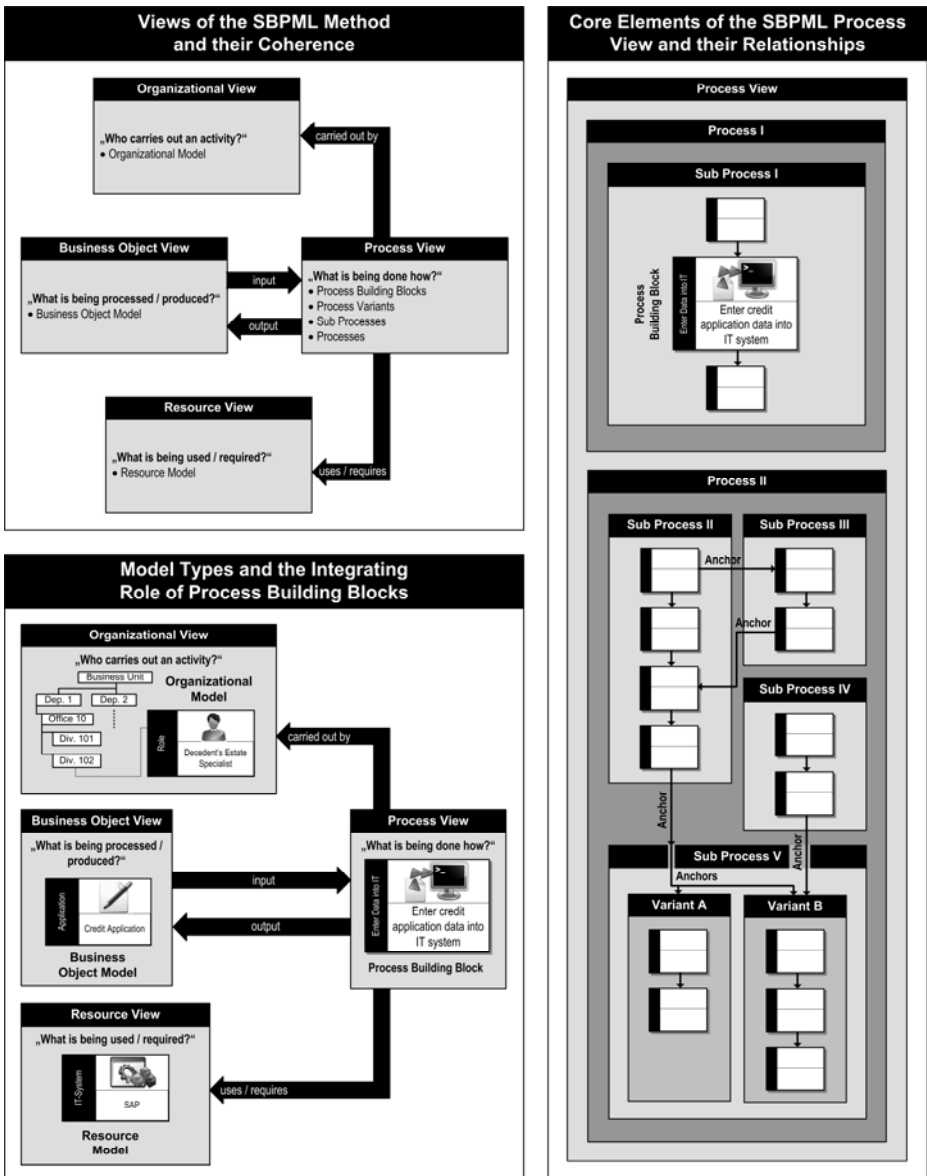 Views of the SBPML Method
and their Coherence
Organizational View
„Who carries out an activity?“
• Organizational Model
carried out by
Business Object View
„What is being processed / produced?“
• Business Object Model
input
output
Process View
„What is being done how?“
• Process Building Blocks
• Process Variants
• Sub Processes
• Processes
Resource View
„What is being used / required?“
• Resource Model
uses / requires
Model Types and the Integrating
Role of Process Building Blocks
Organizational View
„Who carries out an activity?“
Business Unit
Dep. 1
Dep. 2
Office 10
Div. 101
Div. 102
Organizational
Model
Role
Decedent's Estate
Specialist
carried out by
Business Object View
„What is being processed /
produced?“
Application
Credit Application
Business
Object Model
input
output
Process View
„What is being done how?“
Enter Data into IT
>_
Enter credit
application data into
IT system
Process Building Block
Resource View
„What is being used / required?“
IT-System
SAP
Resource
Model
uses / requires
Core Elements of the SBPML Process
View and their Relationships
Process View
Process I
Sub Process I
Process
Building Block
Enter Data into IT
>_
Enter credit
application data into
IT system
Process II
Sub Process II
Sub Process III
Anchor
Anchor
Sub Process IV
Anchor
Anchor
Sub Process V
Anchors
Variant A
Variant B